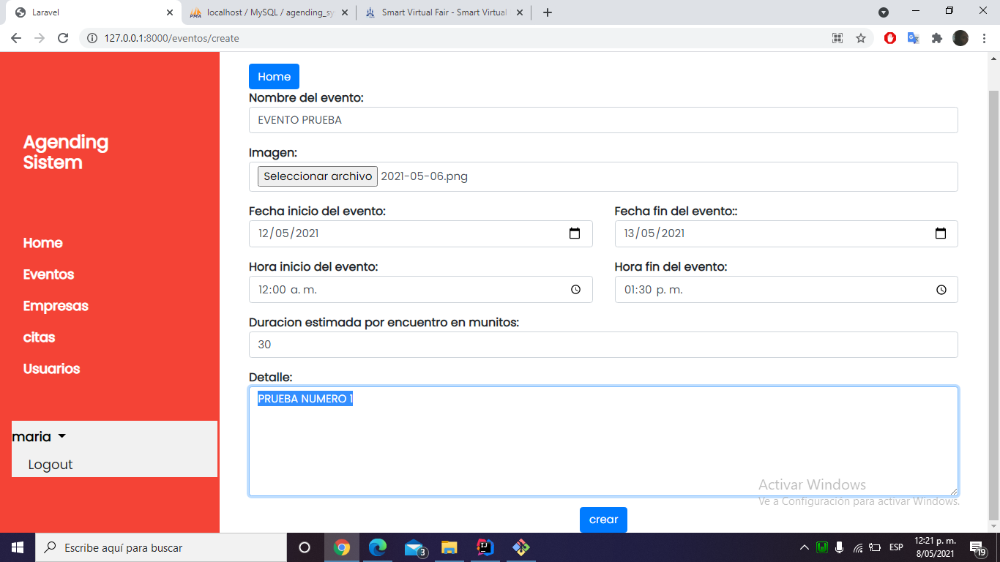 Laravel
localhost / MySQL / agending_sy
Smart Virtual Fair - Smart Virtual
127.0.0.1:8000/eventos/create
Agending
Sistem
Home
Eventos
Empresas
citas
Usuarios
maria
Logout
Home
Nombre del evento:
EVENTO PRUEBA
Imagen:
Seleccionar archivo 2021-05-06.png
Fecha inicio del evento:
12/05/2021
Fecha fin del evento::
13/05/2021
Hora inicio del evento:
12:00 a. m.
Hora fin del evento:
01:30 p. m.
Duracion estimada por encuentro en munitos:
30
Detalle:
PRUEBA NUMERO 1
Activar Windows
Ve a Configuración para activar Windows.
crear
Escribe aquí para buscar
3
ESP
12:21 p. m.
8/05/2021
19